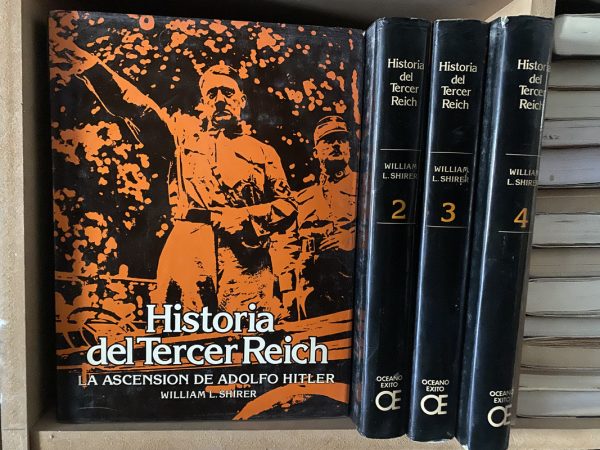 Historia
del Tercer Reich
LA ASCENSION DE ADOLFO HITLER
WILLIAM L. SHIRER
Historia
del
Tercer
Reich
WILLIAM
L. SHIRER
2
OCEANO
EXITO
OE
Historia
del
Tercer
Reich
WILLIAM
L. SHIRER
3
OCEANO
EXITO
OE
Historia
del
Tercer
Reich
WILLIAM
L. SHIRER
4
OCEANO
EXITO
OE